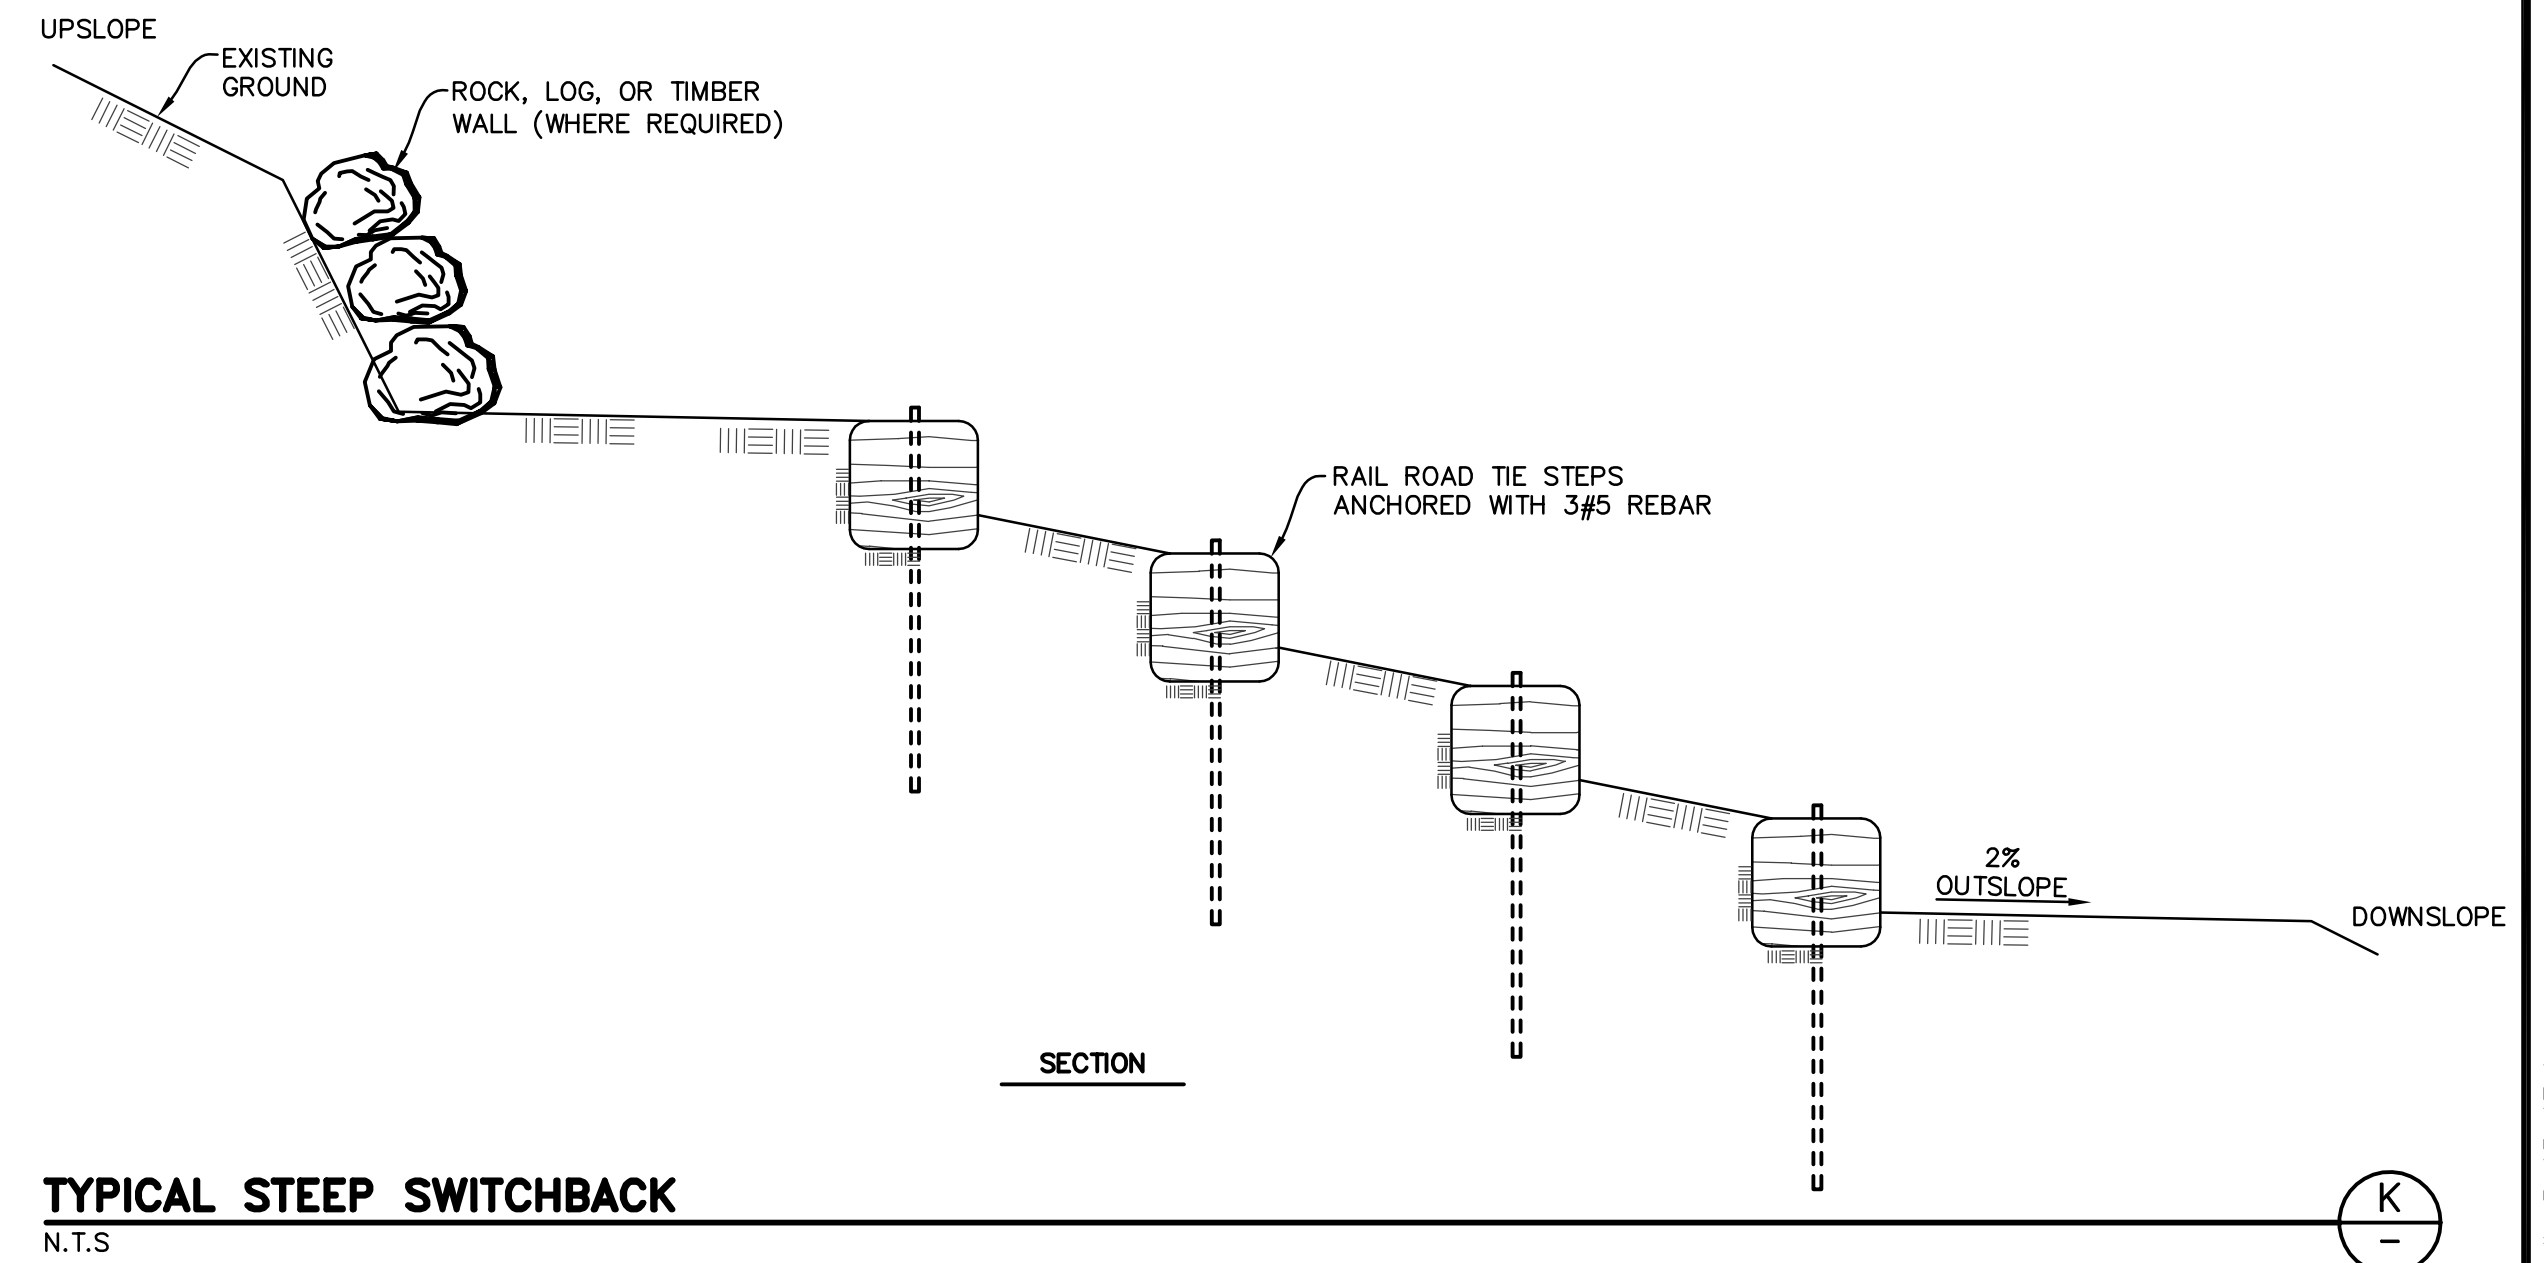 UPSLOPE
EXISTING
GROUND
ROCK, LOG, OR TIMBER
WALL (WHERE REQUIRED)
RAIL ROAD TIE STEPS
ANCHORED WITH 3#5 REBAR
2%
OUTSLOPE
DOWNSLOPE
SECTION
TYPICAL STEEP SWITCHBACK
N.T.S
K
-